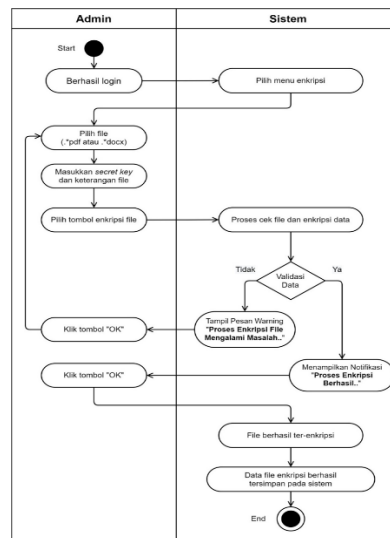 Admin
Sistem
Start
Berhasil login
Pilih menu enkripsi
Pilih file
(.*pdf atau .*docx)
Masukkan secret key
dan keterangan file
Pilih tombol enkripsi file
Proses cek file dan enkripsi data
Validasi
Data
Tidak
Ya
Tampil Pesan Warning
"Proses Enkripsi File
Mengalami Masalah.."
Klik tombol "OK"
Menampilkan Notifikasi
"Proses Enkripsi
Berhasil.."
Klik tombol "OK"
File berhasil ter-enkripsi
Data file enkripsi berhasil
tersimpan pada sistem
End